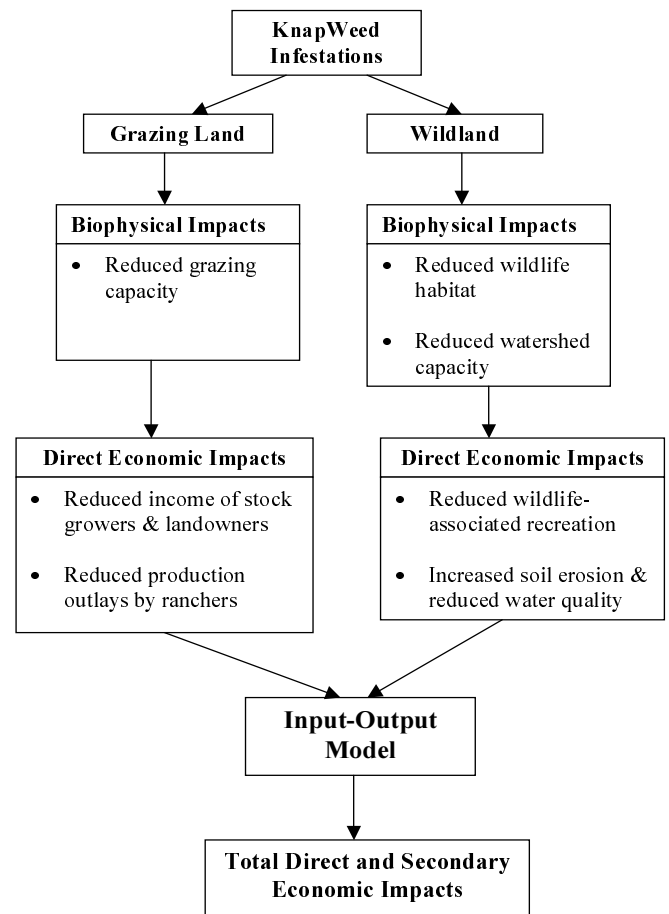 KnapWeed
Infestations
Grazing Land
Wildland
Biophysical Impacts
• Reduced grazing
capacity
Biophysical Impacts
• Reduced wildlife
habitat
• Reduced watershed
capacity
Direct Economic Impacts
• Reduced income of stock
growers & landowners
• Reduced production
outlays by ranchers
Direct Economic Impacts
• Reduced wildlife-
associated recreation
• Increased soil erosion &
reduced water quality
Input-Output
Model
Total Direct and Secondary
Economic Impacts